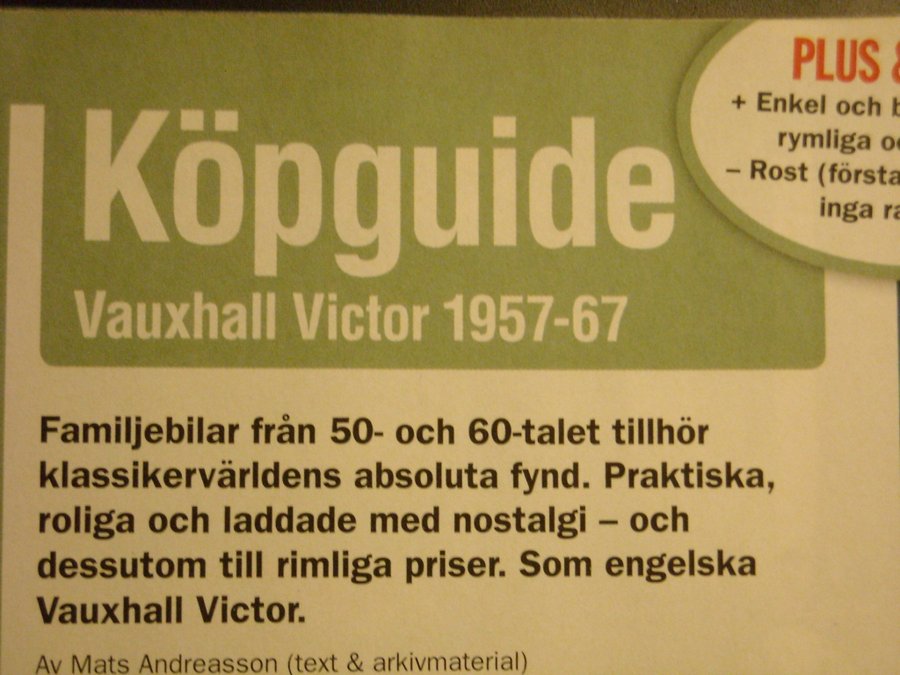 Köpguide
Vauxhall Victor 1957-67
PLUS &
+ Enkel och
rymliga
– Rost (första
inga
Familjebilar från 50- och 60-talet tillhör
klassikervärldens absoluta fynd. Praktiska,
roliga och laddade med nostalgi – och
dessutom till rimliga priser. Som engelska
Vauxhall Victor.
Av Mats Andreasson (text & arkivmaterial)